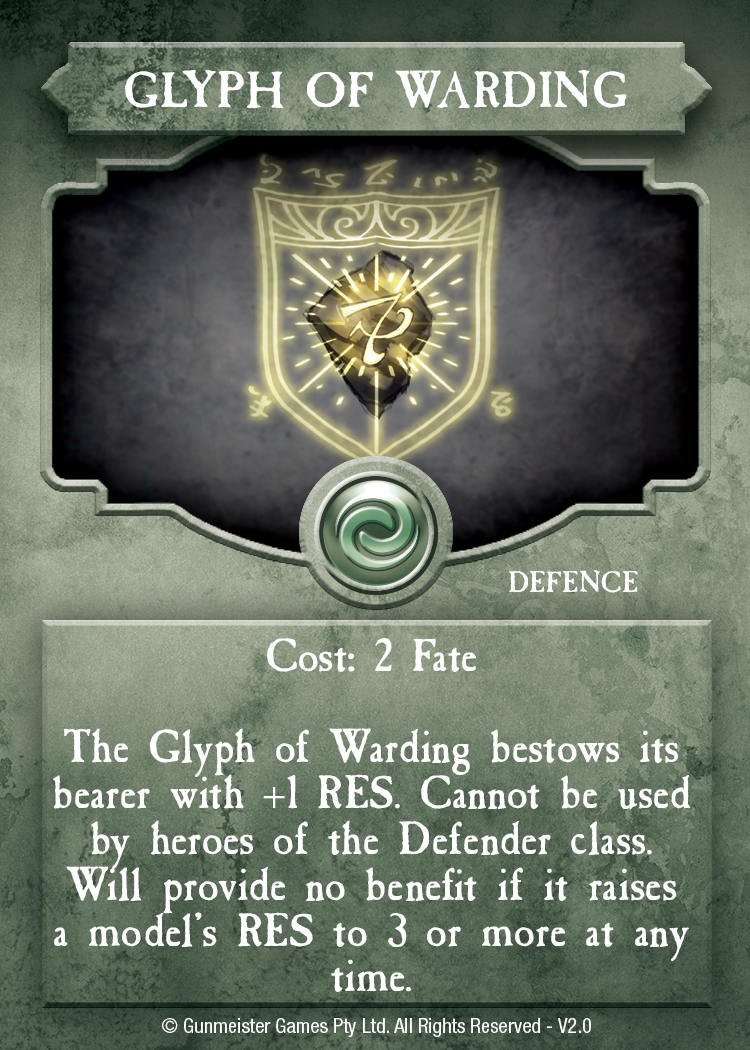 GLYPH OF WARDING
DEFENCE
Cost: 2 Fate
The Glyph of Warding bestows its
bearer with +1 RES. Cannot be used
by heroes of the Defender class.
Will provide no benefit if it raises
a model's RES to 3 or more at any
time.
© Gunmeister Games Pty Ltd. All Rights Reserved - V2.0